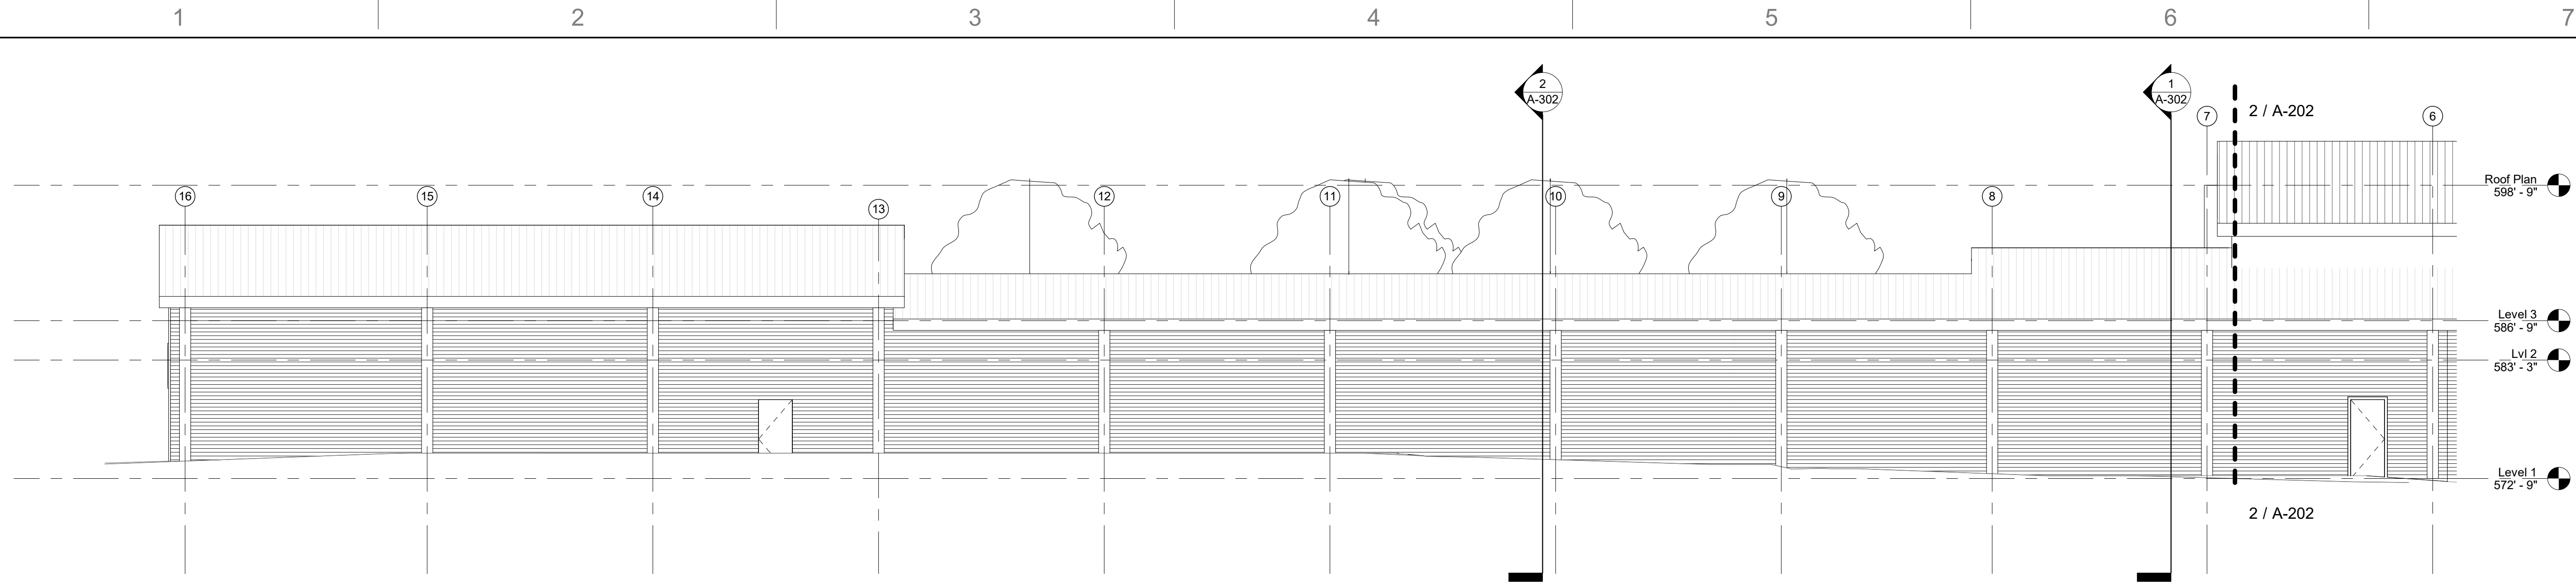 1 2 3 4 5 6 7
2
A-302
1
A-302
2 / A-202
7
6
Roof Plan
598' - 9"
16
15
14
13
12
11
10
9
8
Level 3
586' - 9"
Lvl 2
583' - 3"
Level 1
572' - 9"
2 / A-202